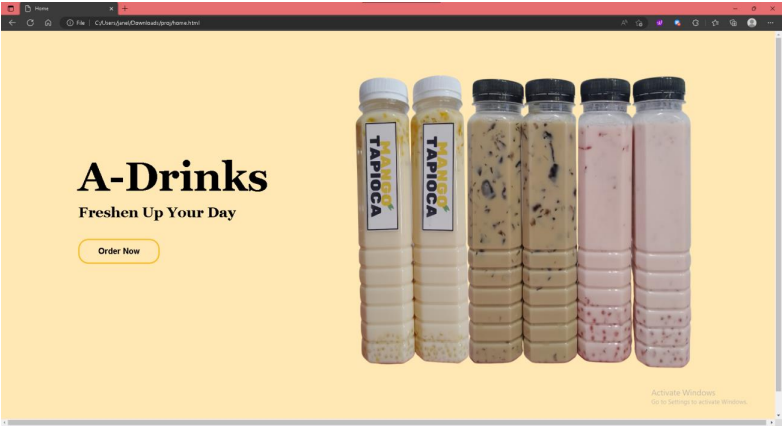 Home
File | C:/Users/janel/Downloads/proj/home.html
A-Drinks
Freshen Up Your Day
Order Now
MANGO
TAPIOCA
MANGO
TAPIOCA
Activate Windows
Go to Settings to activate Windows.